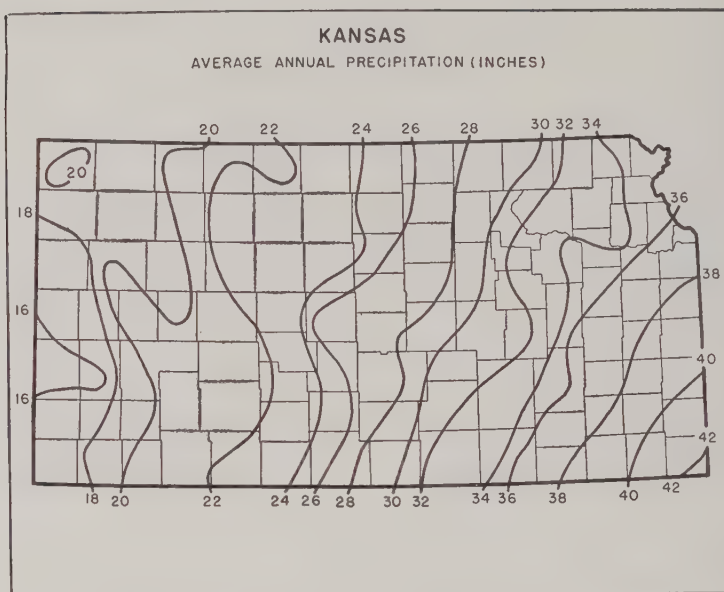 KANSAS
AVERAGE ANNUAL PRECIPITATION (INCHES)
20 22 24 26 28 30 32 34
20
18
36
38
16
40
16
42
18 20 22 24 26 28 30 32 34 36 38 40 42